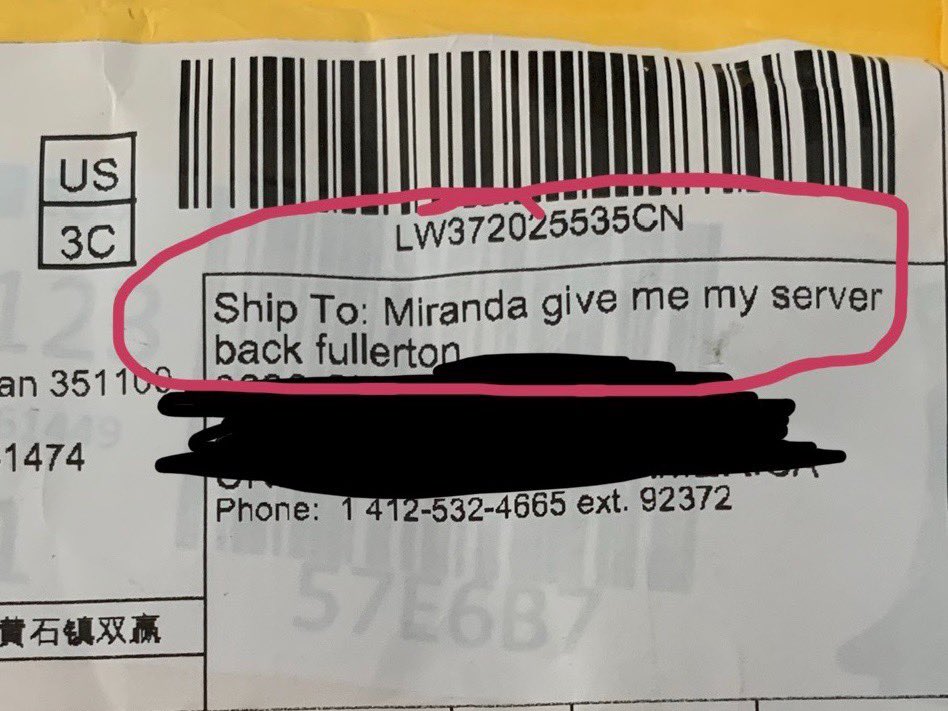 US
3C
LW372025535CN
Ship To: Miranda give me my server
back fullerton
an 351100
-1474
Phone: 1 412-532-4665 ext. 92372
57E6B7
黄石镇双赢